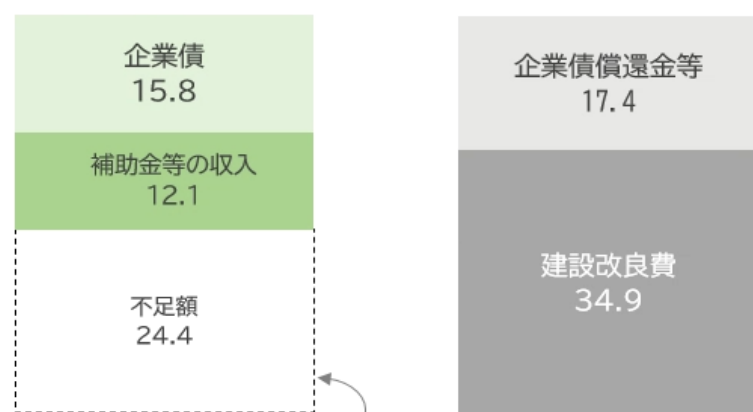 企業債
15.8
補助金等の収入
12.1
不足額
24.4
企業債償還金等
17.4
建設改良費
34.9